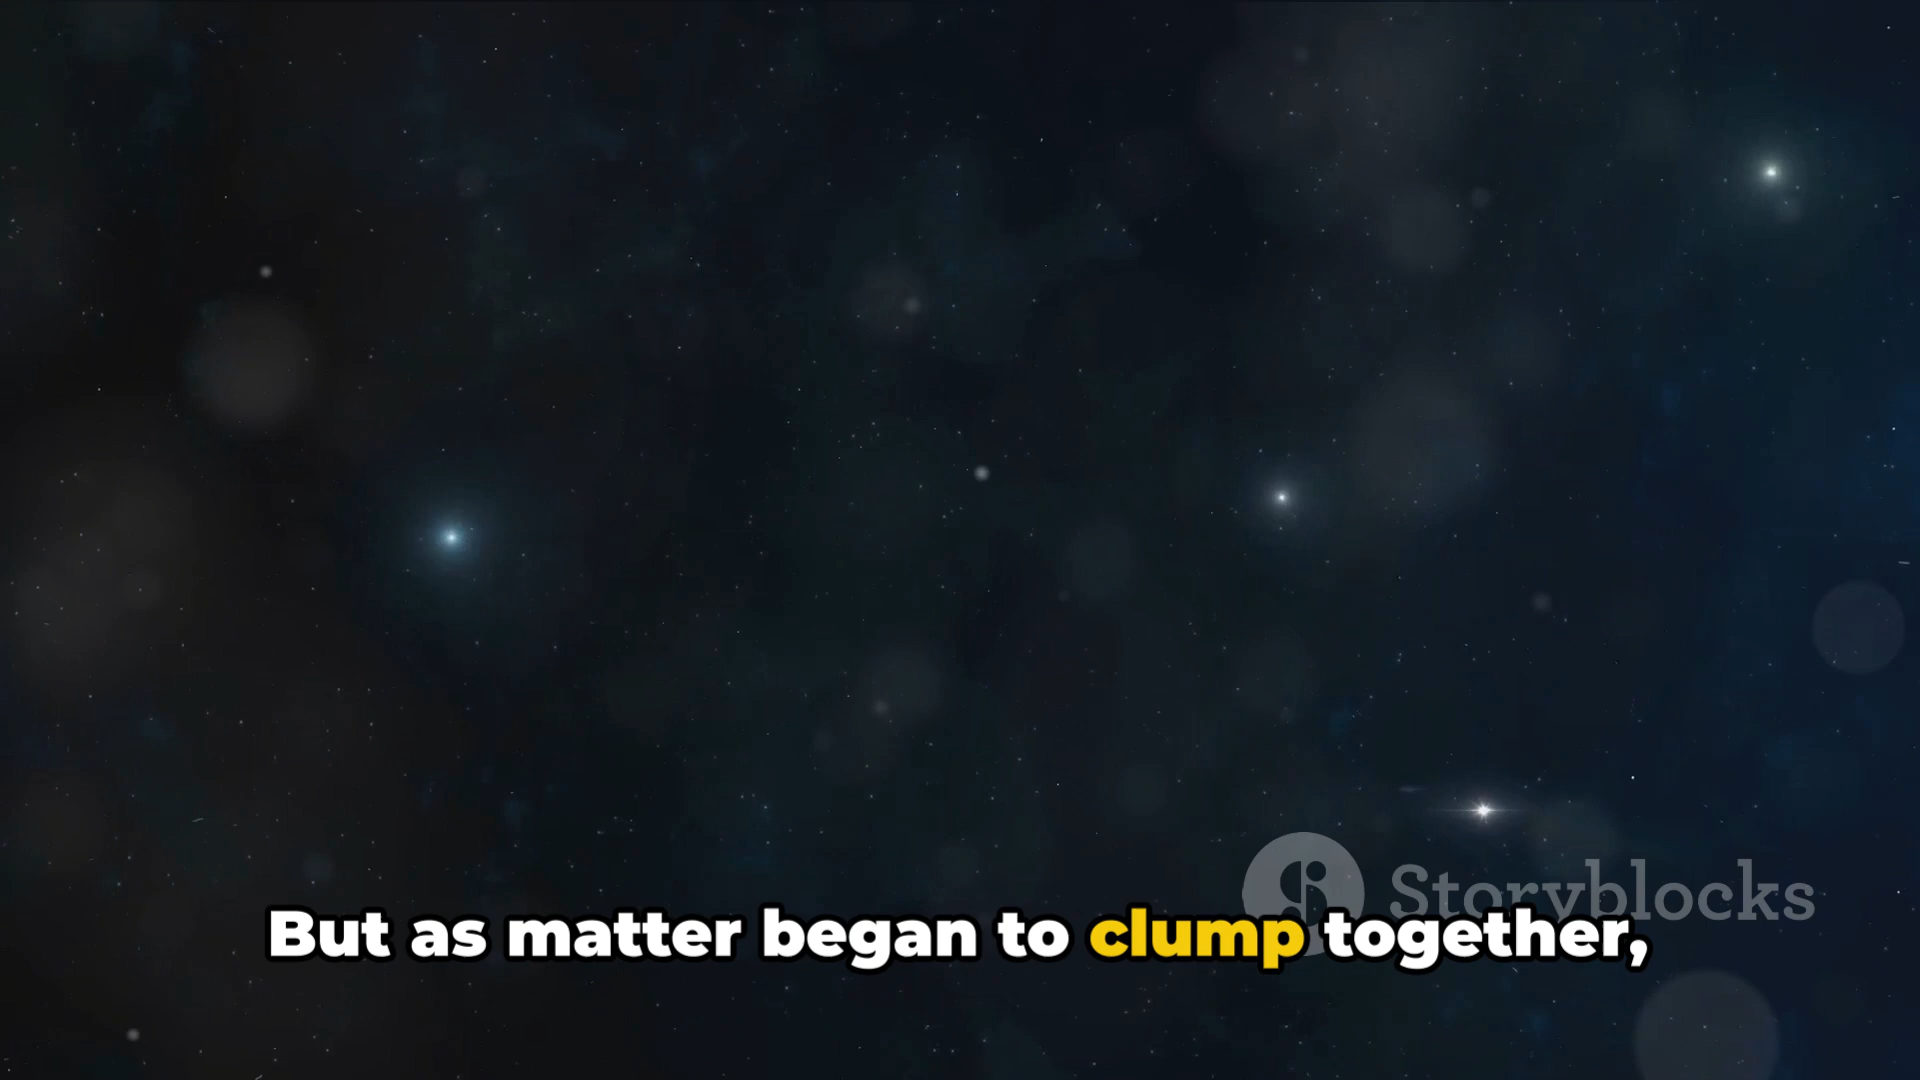 Storyblocks
But as matter began to clump together,